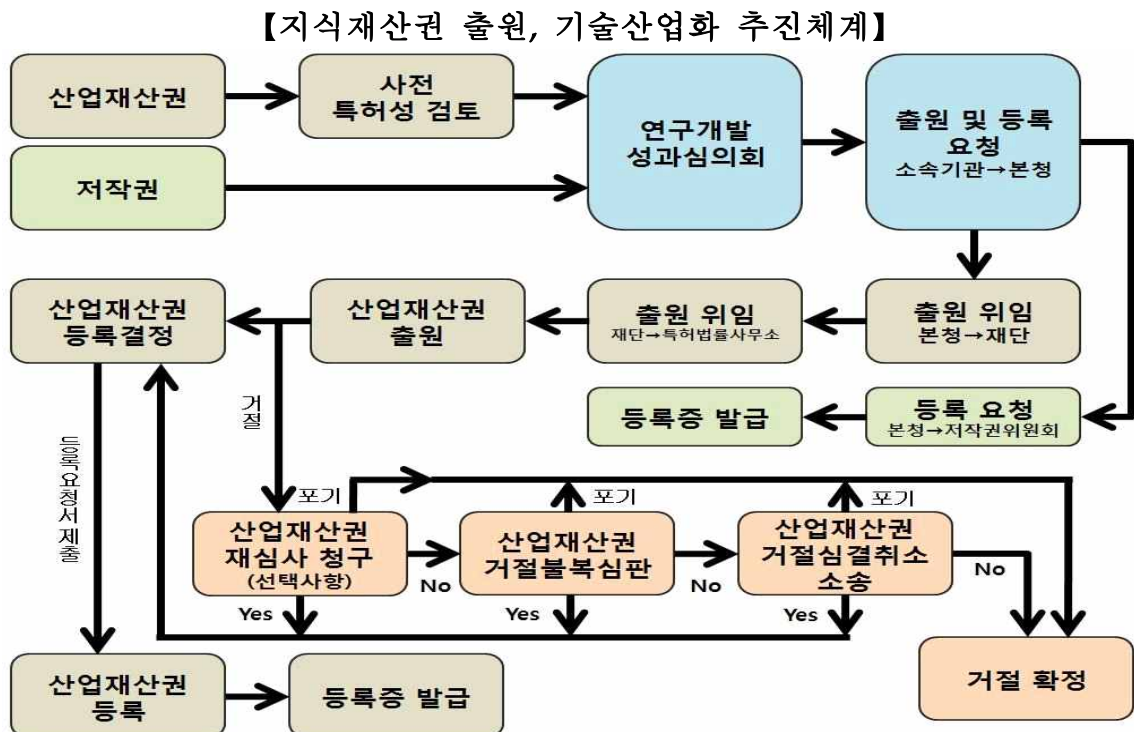 【지식재산권 출원, 기술산업화 추진체계】
산업재산권
사전
특허성 검토
연구개발
성과심의회
출원 및 등록
요청
소속기관→본청
저작권
산업재산권
등록결정
산업재산권
출원
출원 위임
재단→특허법률사무소
출원 위임
본청→재단
거절
등록증 발급
등록 요청
본청→저작권위원회
등록요청서 제출
포기
포기
포기
산업재산권
재심사 청구
(선택사항)
No
산업재산권
거절불복심판
No
산업재산권
거절심결취소
소송
No
Yes
Yes
Yes
산업재산권
등록
등록증 발급
거절 확정